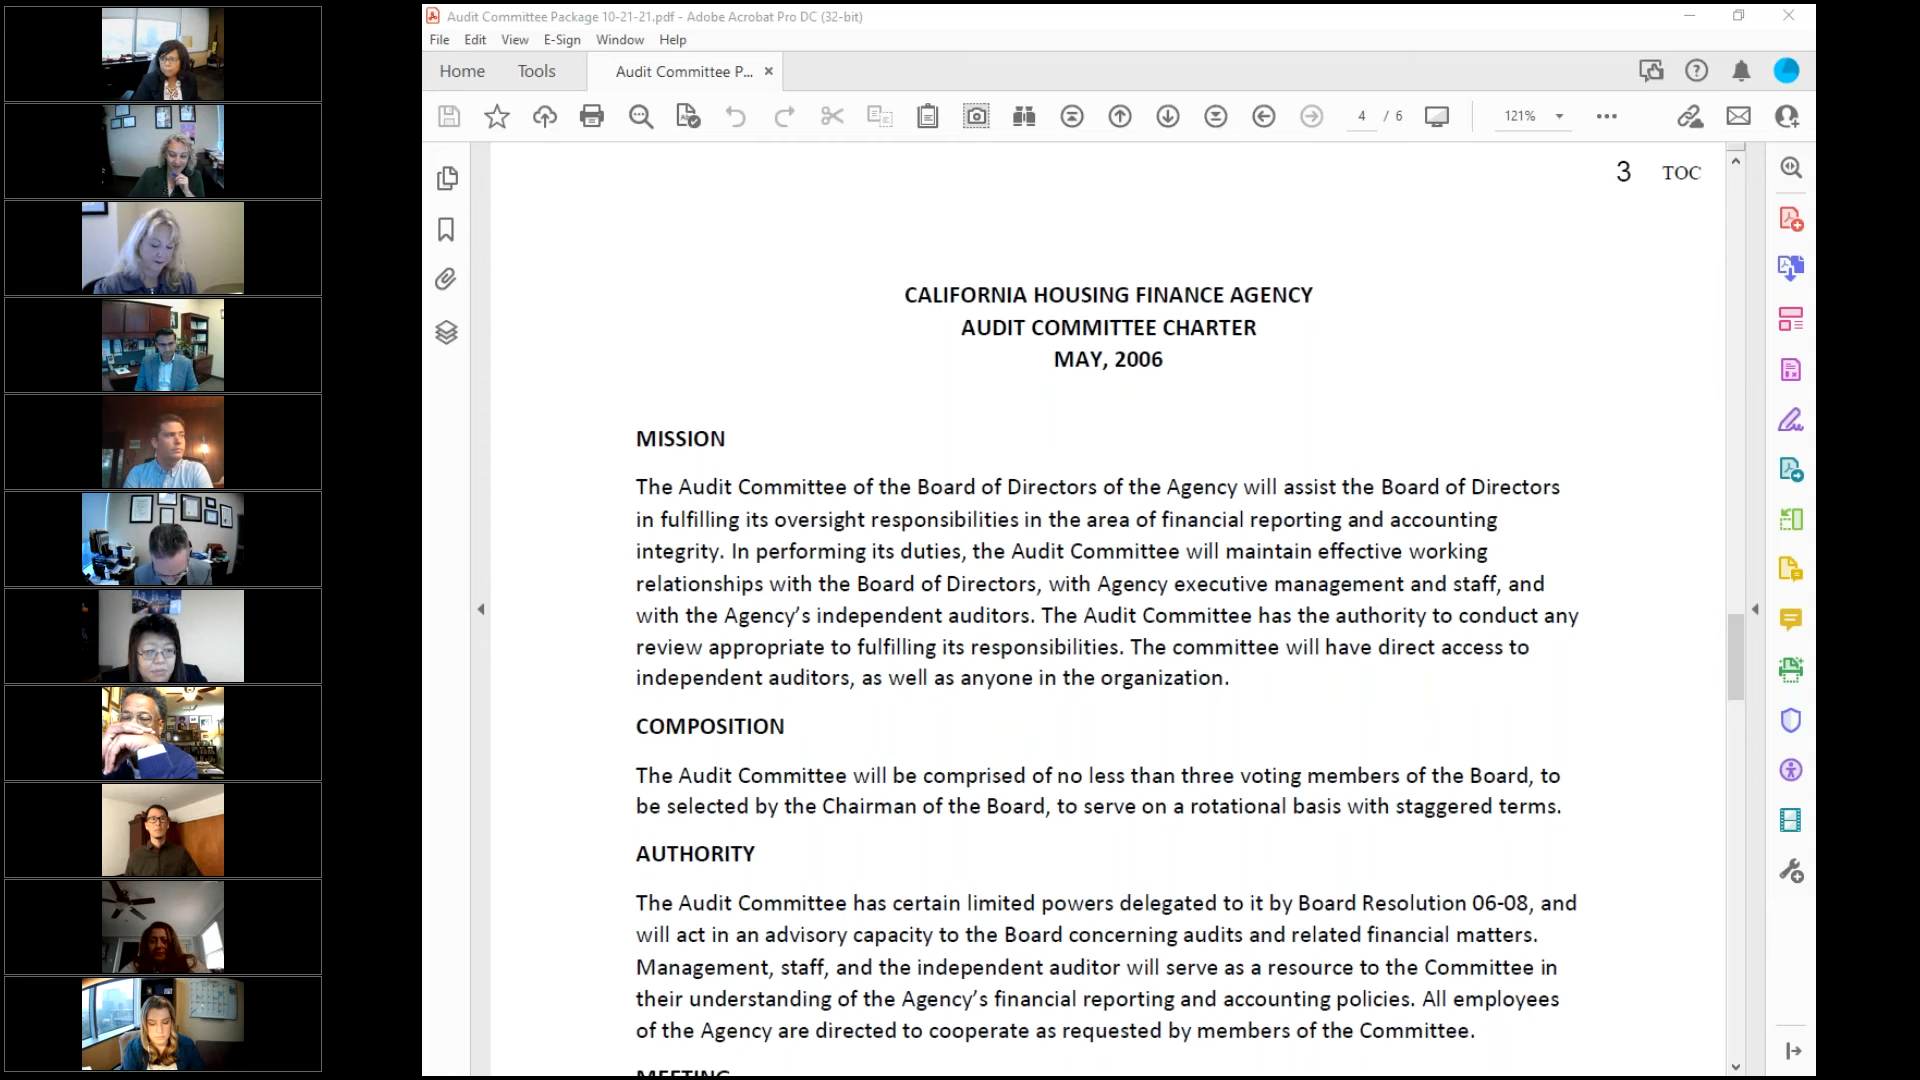 Audit Committee Package 10-21-21.pdf - Adobe Acrobat Pro DC (32-bit)
File Edit View E-Sign Window Help
Home Tools Audit Committee P... ×
4 / 6 121%
3 TOC
CALIFORNIA HOUSING FINANCE AGENCY
AUDIT COMMITTEE CHARTER
MAY, 2006
MISSION
The Audit Committee of the Board of Directors of the Agency will assist the Board of Directors
in fulfilling its oversight responsibilities in the area of financial reporting and accounting
integrity. In performing its duties, the Audit Committee will maintain effective working
relationships with the Board of Directors, with Agency executive management and staff, and
with the Agency’s independent auditors. The Audit Committee has the authority to conduct any
review appropriate to fulfilling its responsibilities. The committee will have direct access to
independent auditors, as well as anyone in the organization.
COMPOSITION
The Audit Committee will be comprised of no less than three voting members of the Board, to
be selected by the Chairman of the Board, to serve on a rotational basis with staggered terms.
AUTHORITY
The Audit Committee has certain limited powers delegated to it by Board Resolution 06-08, and
will act in an advisory capacity to the Board concerning audits and related financial matters.
Management, staff, and the independent auditor will serve as a resource to the Committee in
their understanding of the Agency’s financial reporting and accounting policies. All employees
of the Agency are directed to cooperate as requested by members of the Committee.
MEETING